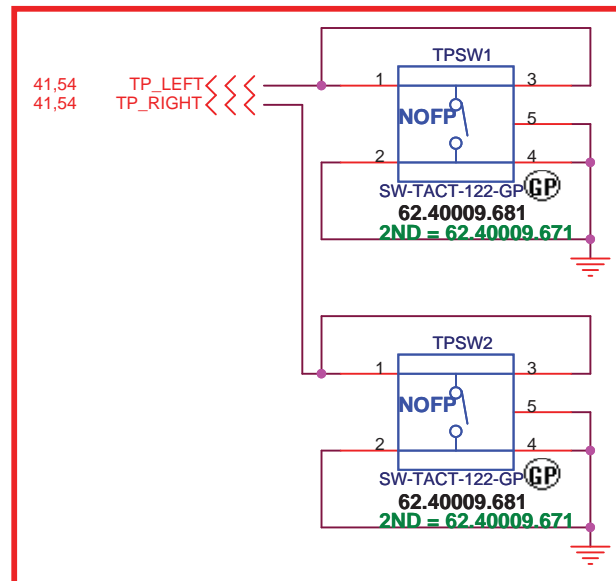 TPSW1
41,54 TP_LEFT
1 3
41,54 TP_RIGHT
NOFP 5
2 4
SW-TACT-122-GP GP
62.40009.681
2ND = 62.40009.671
TPSW2
1 3
NOFP 5
2 4
SW-TACT-122-GP GP
62.40009.681
2ND = 62.40009.671